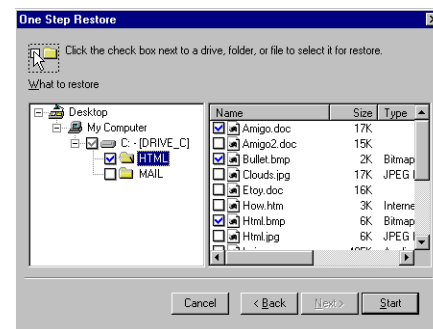 One Step Restore
Click the check box next to a drive, folder, or file to select it for restore.
What to restore
Desktop
My Computer
C: - [DRIVE_C]
HTML
MAIL
Name Size Type
Amigo.doc 17K
Amigo2.doc 15K
Bullet.bmp 2K Bitmap
Clouds.jpg 17K JPEG I
Etoy.doc 16K
How.htm 3K Interne
Html.bmp 6K Bitmap
Html.jpg 6K JPEG I
Cancel < Back Next > Start